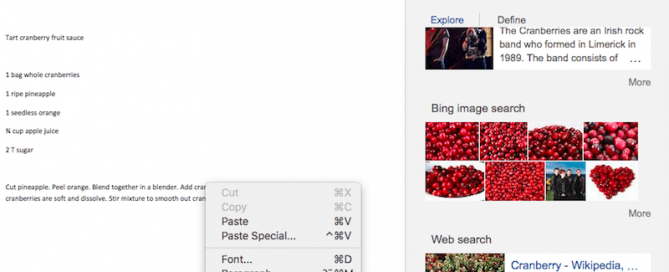 Tart cranberry fruit sauce
1 bag whole cranberries
1 ripe pineapple
1 seedless orange
¾ cup apple juice
2 T sugar
Cut pineapple. Peel orange. Blend together in a blender. Add cran
cranberries are soft and dissolve. Stir mixture to smooth out cran
Cut ⌘X
Copy ⌘C
Paste ⌘V
Paste Special... ^⌘V
Font... ⌘D
Paragraph... ⌥⌘M
Explore Define
The Cranberries are an Irish rock
band who formed in Limerick in
1989. The band consists of ...
More
Bing image search
More
Web search
Cranberry - Wikipedia,